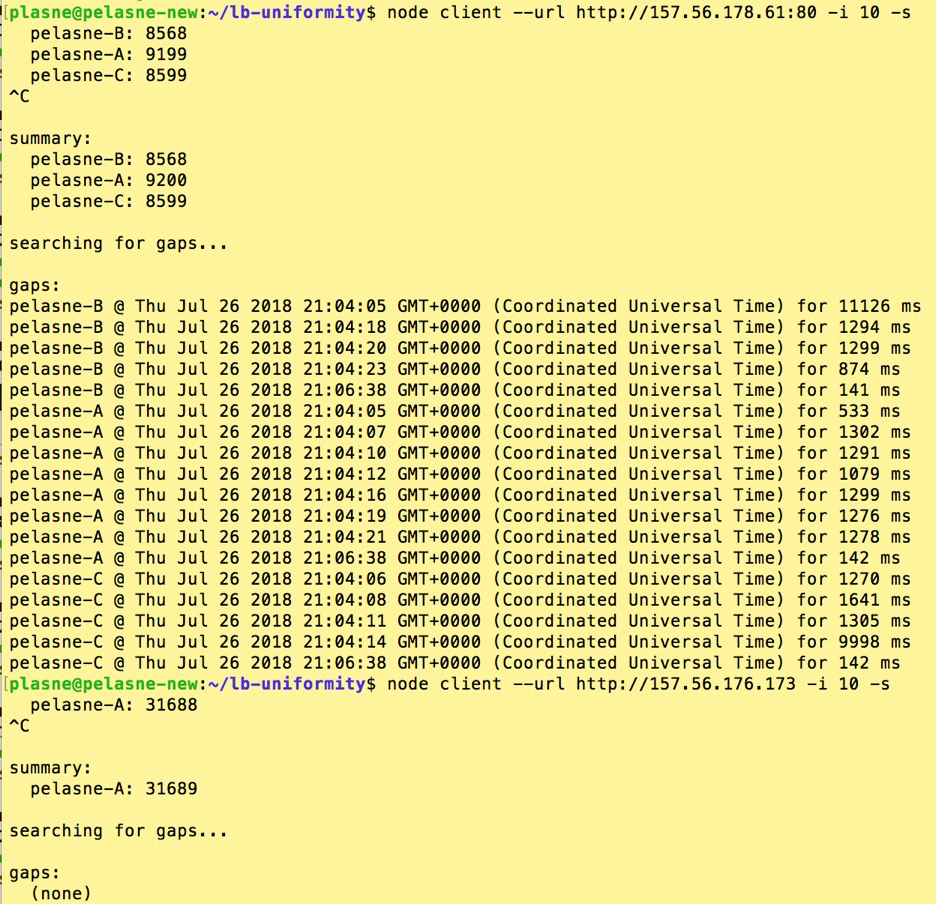 [plasne@pelasne-new:~/lb-uniformity$ node client --url http://157.56.178.61:80 -i 10 -s
pelasne-B: 8568
pelasne-A: 9199
pelasne-C: 8599
^C
summary:
pelasne-B: 8568
pelasne-A: 9200
pelasne-C: 8599
searching for gaps...
gaps:
pelasne-B @ Thu Jul 26 2018 21:04:05 GMT+0000 (Coordinated Universal Time) for 11126 ms
pelasne-B @ Thu Jul 26 2018 21:04:18 GMT+0000 (Coordinated Universal Time) for 1294 ms
pelasne-B @ Thu Jul 26 2018 21:04:20 GMT+0000 (Coordinated Universal Time) for 1299 ms
pelasne-B @ Thu Jul 26 2018 21:04:23 GMT+0000 (Coordinated Universal Time) for 874 ms
pelasne-B @ Thu Jul 26 2018 21:06:38 GMT+0000 (Coordinated Universal Time) for 141 ms
pelasne-A @ Thu Jul 26 2018 21:04:05 GMT+0000 (Coordinated Universal Time) for 533 ms
pelasne-A @ Thu Jul 26 2018 21:04:07 GMT+0000 (Coordinated Universal Time) for 1302 ms
pelasne-A @ Thu Jul 26 2018 21:04:10 GMT+0000 (Coordinated Universal Time) for 1291 ms
pelasne-A @ Thu Jul 26 2018 21:04:12 GMT+0000 (Coordinated Universal Time) for 1079 ms
pelasne-A @ Thu Jul 26 2018 21:04:16 GMT+0000 (Coordinated Universal Time) for 1299 ms
pelasne-A @ Thu Jul 26 2018 21:04:19 GMT+0000 (Coordinated Universal Time) for 1276 ms
pelasne-A @ Thu Jul 26 2018 21:04:21 GMT+0000 (Coordinated Universal Time) for 1278 ms
pelasne-A @ Thu Jul 26 2018 21:06:38 GMT+0000 (Coordinated Universal Time) for 142 ms
pelasne-C @ Thu Jul 26 2018 21:04:06 GMT+0000 (Coordinated Universal Time) for 1270 ms
pelasne-C @ Thu Jul 26 2018 21:04:08 GMT+0000 (Coordinated Universal Time) for 1641 ms
pelasne-C @ Thu Jul 26 2018 21:04:11 GMT+0000 (Coordinated Universal Time) for 1305 ms
pelasne-C @ Thu Jul 26 2018 21:04:14 GMT+0000 (Coordinated Universal Time) for 9998 ms
pelasne-C @ Thu Jul 26 2018 21:06:38 GMT+0000 (Coordinated Universal Time) for 142 ms
[plasne@pelasne-new:~/lb-uniformity$ node client --url http://157.56.176.173 -i 10 -s
pelasne-A: 31688
^C
summary:
pelasne-A: 31689
searching for gaps...
gaps:
(none)